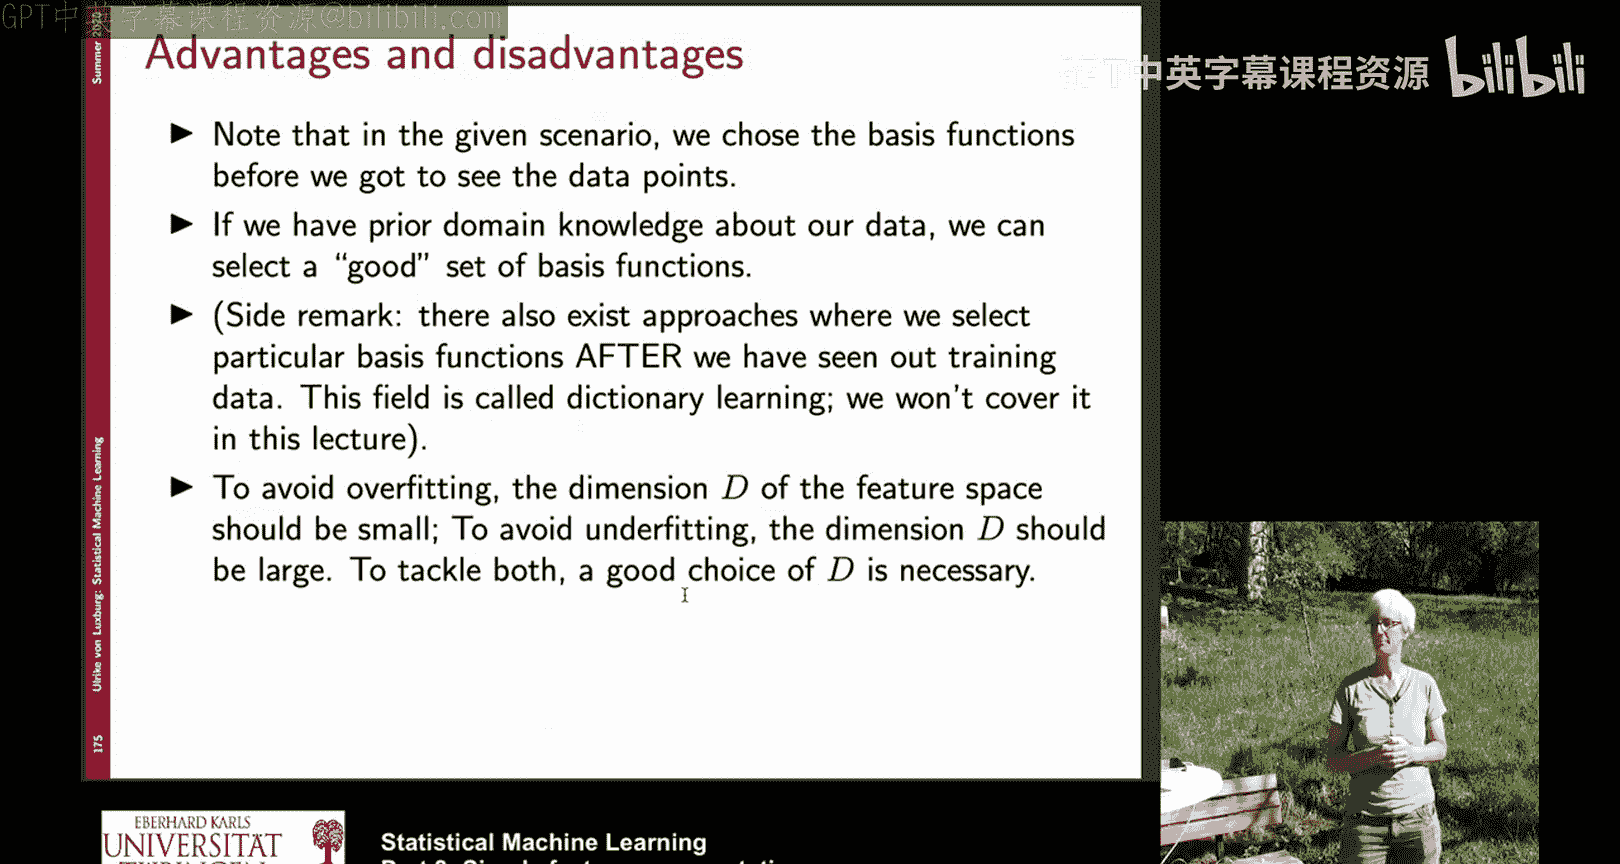 GPT中英字幕课程资源@bilibili.com
GPT中英字幕课程资源 bilibili
Summer 2020
Advantages and disadvantages
► Note that in the given scenario, we chose the basis functions
before we got to see the data points.
► If we have prior domain knowledge about our data, we can
select a “good” set of basis functions.
► (Side remark: there also exist approaches where we select
particular basis functions AFTER we have seen out training
data. This field is called dictionary learning; we won't cover it
in this lecture).
► To avoid overfitting, the dimension D of the feature space
should be small; To avoid underfitting, the dimension D should
be large. To tackle both, a good choice of D is necessary.
Ulrike von Luxburg: Statistical Machine Learning
175
EBERHARD KARLS
UNIVERSITÄT
Statistical Machine Learning